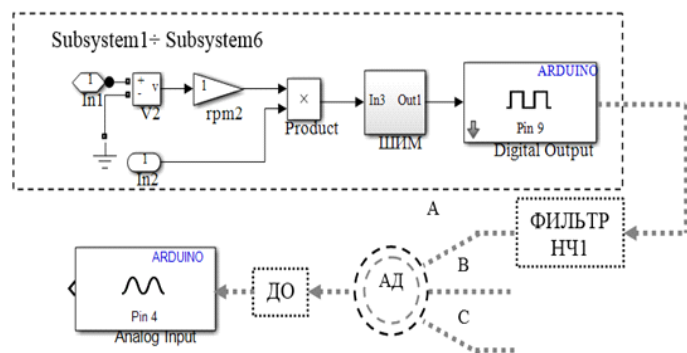 Subsystem1÷ Subsystem6
1
In1
+
-
v
V2
1
rpm2
×
Product
1
In2
In3 Out1
ШИМ
ARDUINO
Pin 9
Digital Output
A
ФИЛЬТР
НЧ1
B
C
АД
ДО
ARDUINO
Pin 4
Analog Input